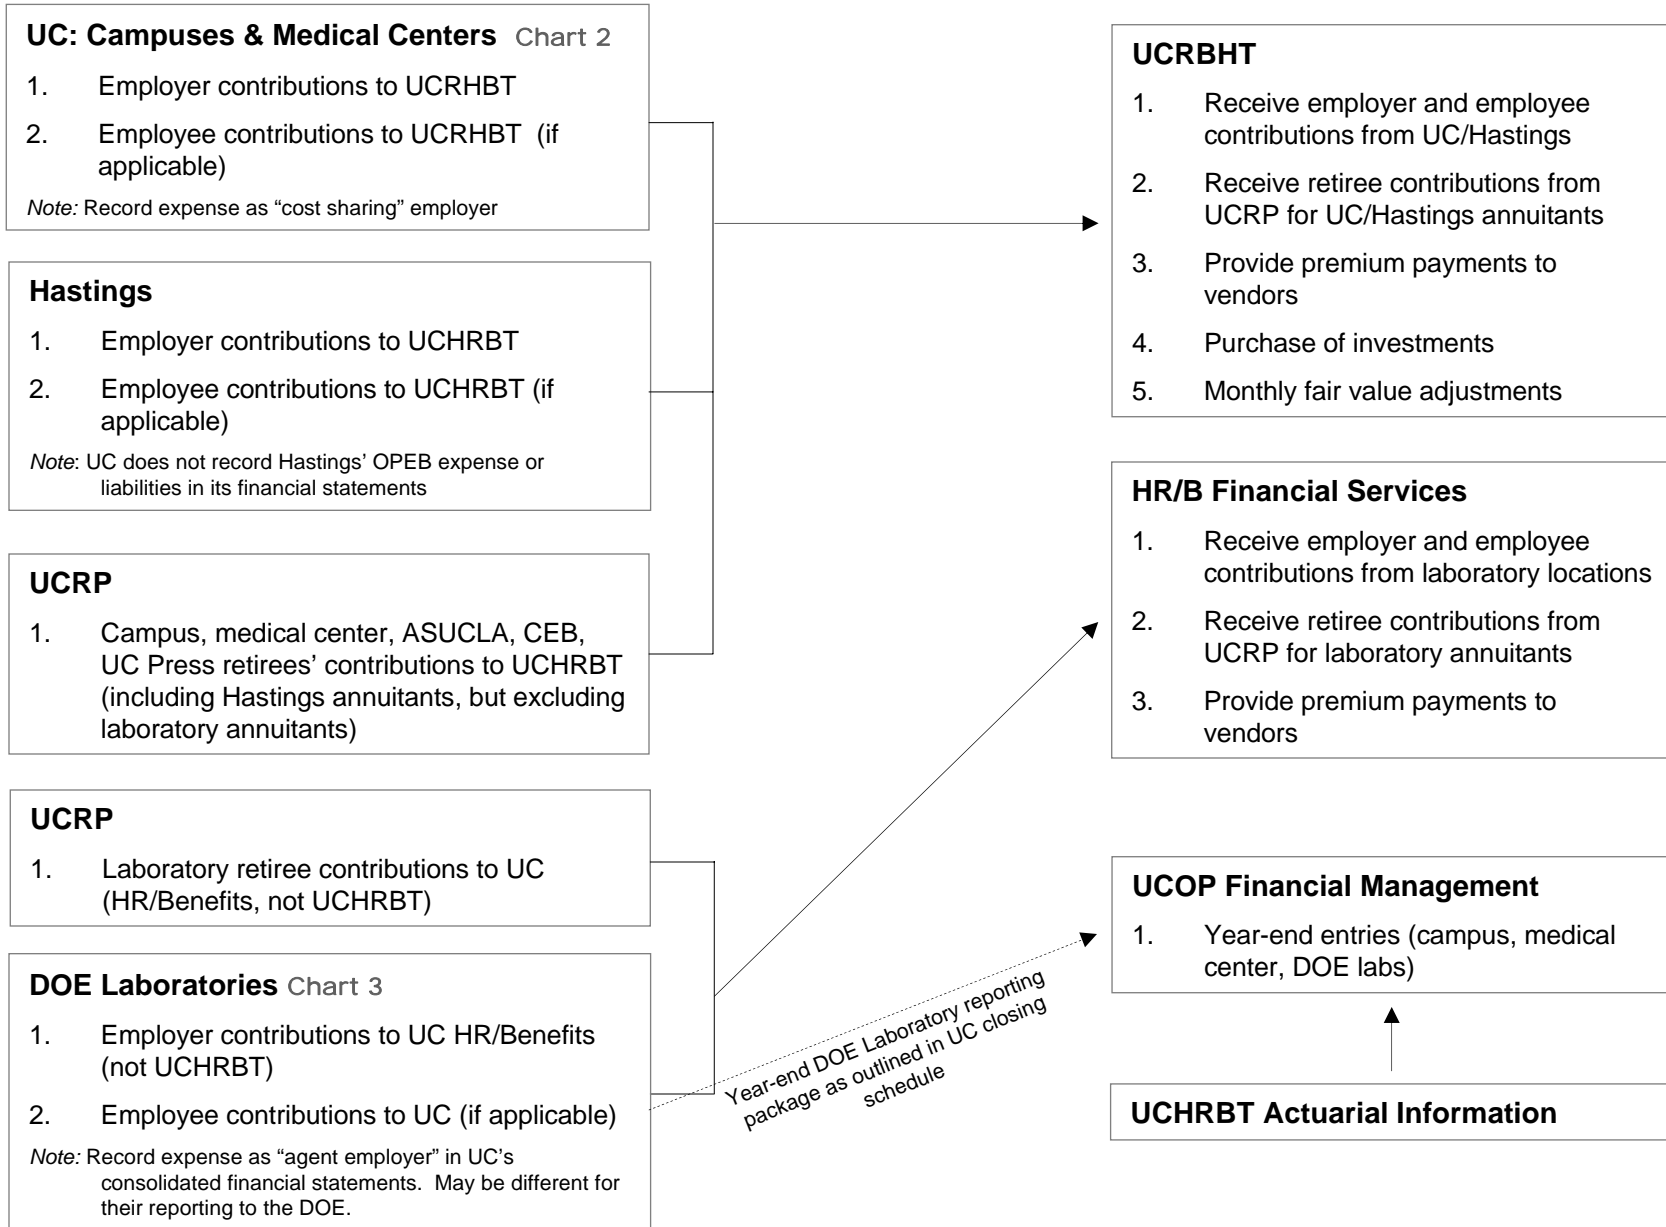 UC: Campuses & Medical Centers Chart 2
1. Employer contributions to UCRHBT
2. Employee contributions to UCRHBT (if
applicable)
Note: Record expense as “cost sharing” employer
Hastings
1. Employer contributions to UCHRBT
2. Employee contributions to UCHRBT (if
applicable)
Note: UC does not record Hastings’ OPEB expense or
liabilities in its financial statements
UCRP
1. Campus, medical center, ASUCLA, CEB,
UC Press retirees’ contributions to UCHRBT
(including Hastings annuitants, but excluding
laboratory annuitants)
UCRP
1. Laboratory retiree contributions to UC
(HR/Benefits, not UCHRBT)
DOE Laboratories Chart 3
1. Employer contributions to UC HR/Benefits
(not UCHRBT)
2. Employee contributions to UC (if applicable)
Note: Record expense as “agent employer” in UC’s
consolidated financial statements. May be different for
their reporting to the DOE.
Year-end DOE Laboratory reporting
package as outlined in UC closing
schedule
UCRBHT
1. Receive employer and employee
contributions from UC/Hastings
2. Receive retiree contributions from
UCRP for UC/Hastings annuitants
3. Provide premium payments to
vendors
4. Purchase of investments
5. Monthly fair value adjustments
HR/B Financial Services
1. Receive employer and employee
contributions from laboratory locations
2. Receive retiree contributions from
UCRP for laboratory annuitants
3. Provide premium payments to
vendors
UCOP Financial Management
1. Year-end entries (campus, medical
center, DOE labs)
UCHRBT Actuarial Information